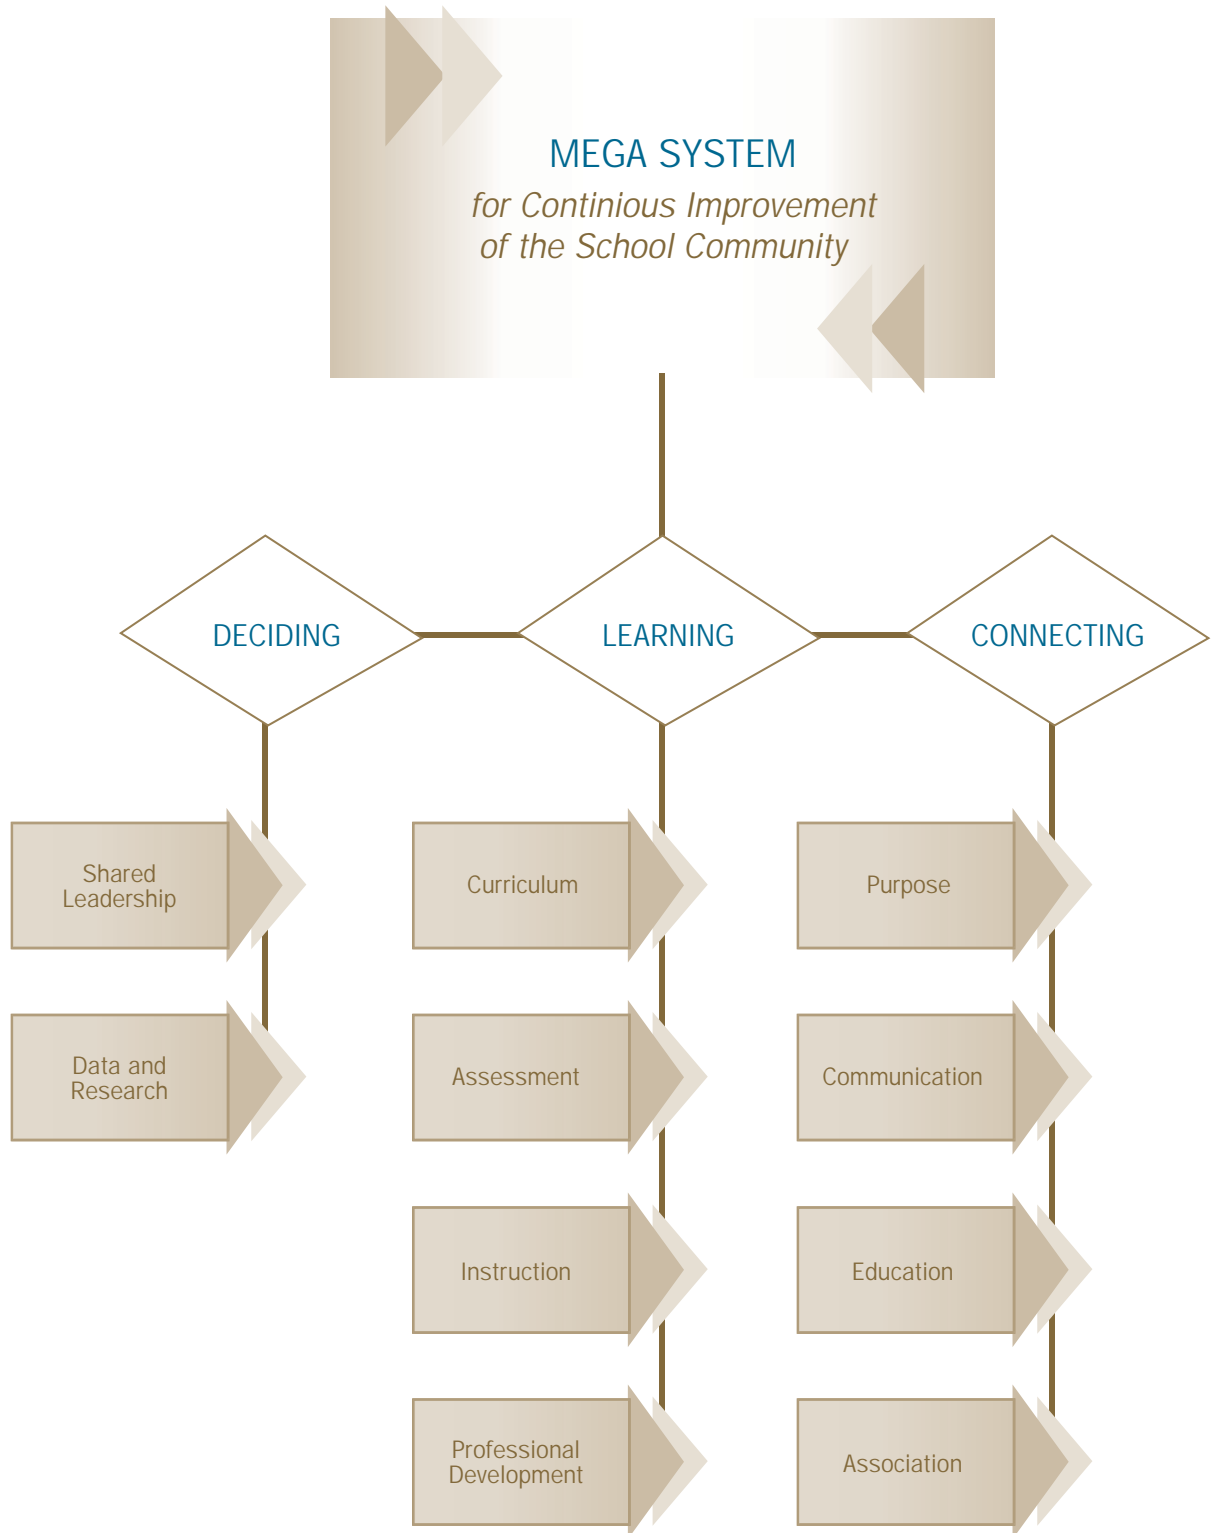 MEGA SYSTEM
for Continious Improvement
of the School Community
DECIDING
LEARNING
CONNECTING
Shared
Leadership
Curriculum
Purpose
Data and
Research
Assessment
Communication
Instruction
Education
Professional
Development
Association